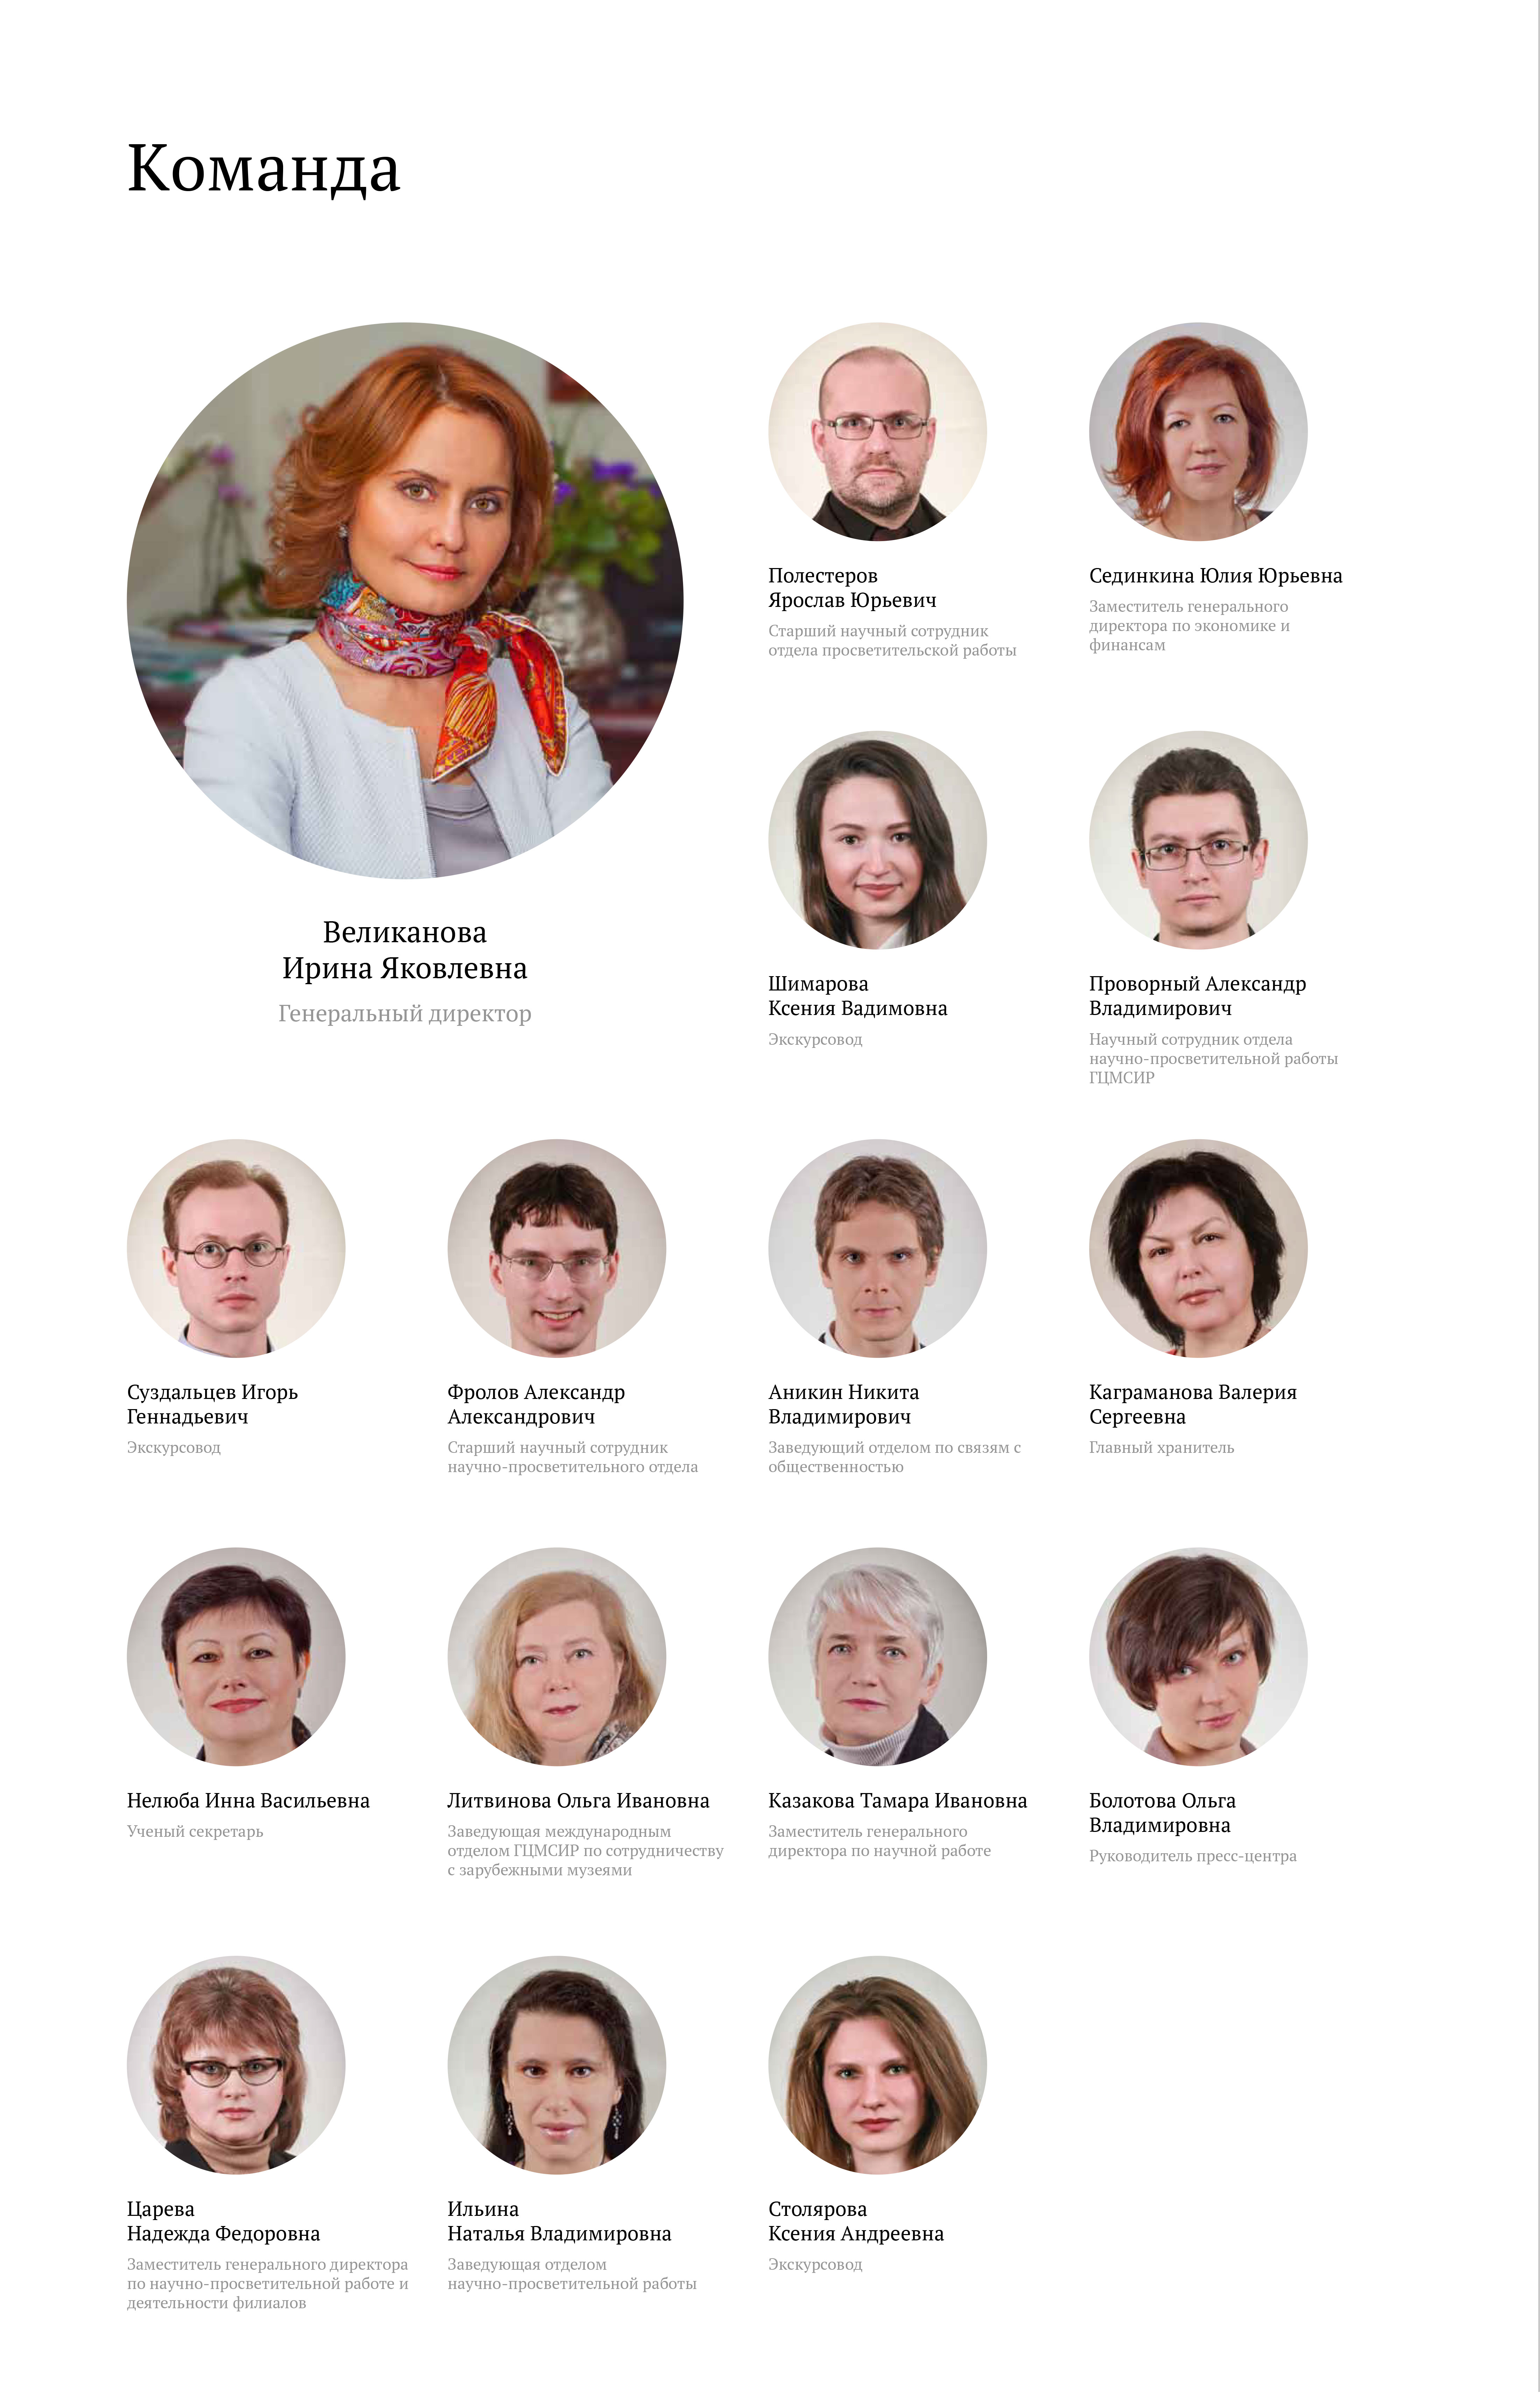 Команда
Великанова
Ирина Яковлевна
Генеральный директор
Полестеров
Ярослав Юрьевич
Старший научный сотрудник
отдела просветительской работы
Сединкина Юлия Юрьевна
Заместитель генерального
директора по экономике и
финансам
Шимарова
Ксения Вадимовна
Экскурсовод
Проворный Александр
Владимирович
Научный сотрудник отдела
научно-просветительной работы
ГЦМСИР
Суздальцев Игорь
Геннадьевич
Экскурсовод
Фролов Александр
Александрович
Старший научный сотрудник
научно-просветительного отдела
Аникин Никита
Владимирович
Заведующий отделом по связям с
общественностью
Каграманова Валерия
Сергеевна
Главный хранитель
Нелюба Инна Васильевна
Ученый секретарь
Литвинова Ольга Ивановна
Заведующая международным
отделом ГЦМСИР по сотрудничеству
с зарубежными музеями
Казакова Тамара Ивановна
Заместитель генерального
директора по научной работе
Болотова Ольга
Владимировна
Руководитель пресс-центра
Царева
Надежда Федоровна
Заместитель генерального директора
по научно-просветительной работе и
деятельности филиалов
Ильина
Наталья Владимировна
Заведующая отделом
научно-просветительной работы
Столярова
Ксения Андреевна
Экскурсовод